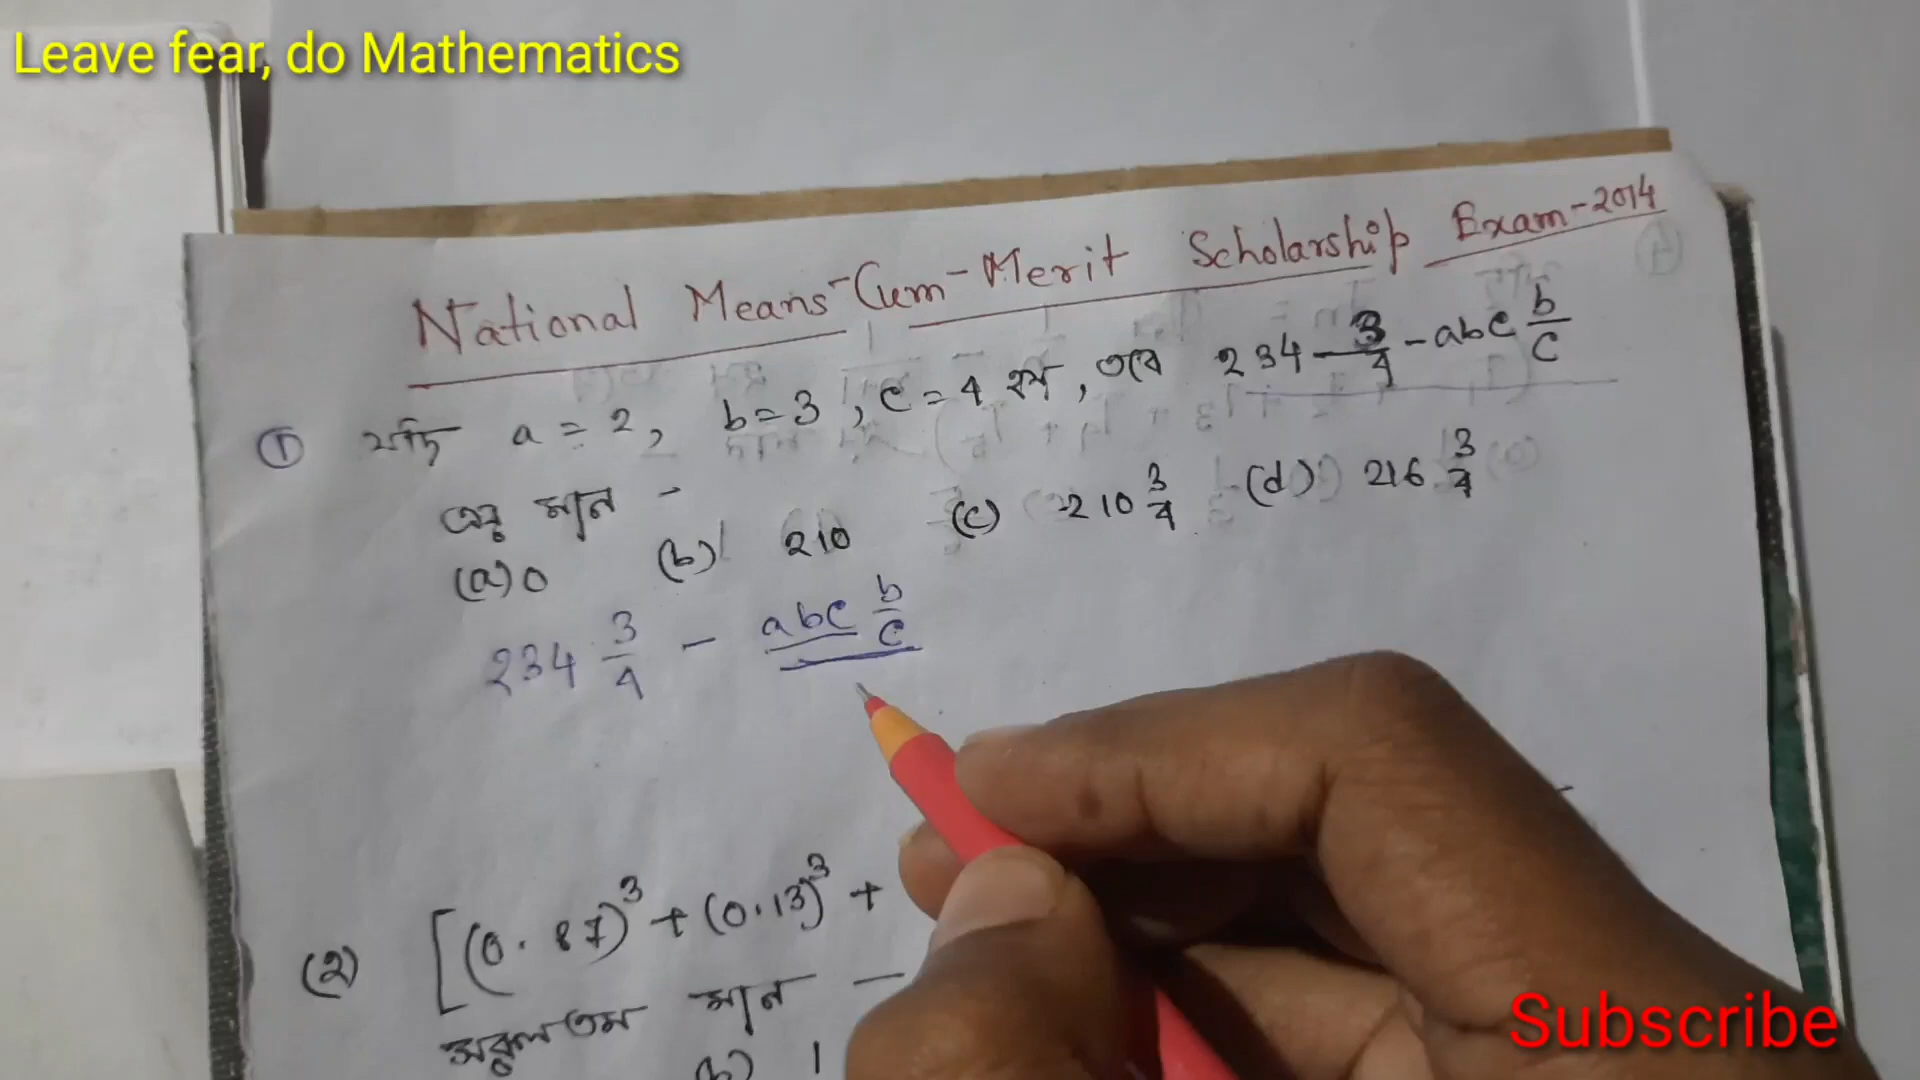 Leave fear, do Mathematics
National Means-Cum-Merit Scholarship Exam-2014
① যদি a = 2, b = 3, c = 4 হয়, তবে 234 3/4 - abc b/c
এর মান -
(a) 0 (b) 210 (c) 210 3/4 (d) 216 3/4
234 3/4 - abc b/c
(২) [(0.87)³ + (0.13)³ +
সরলতম মান -
(b) 1
Subscribe